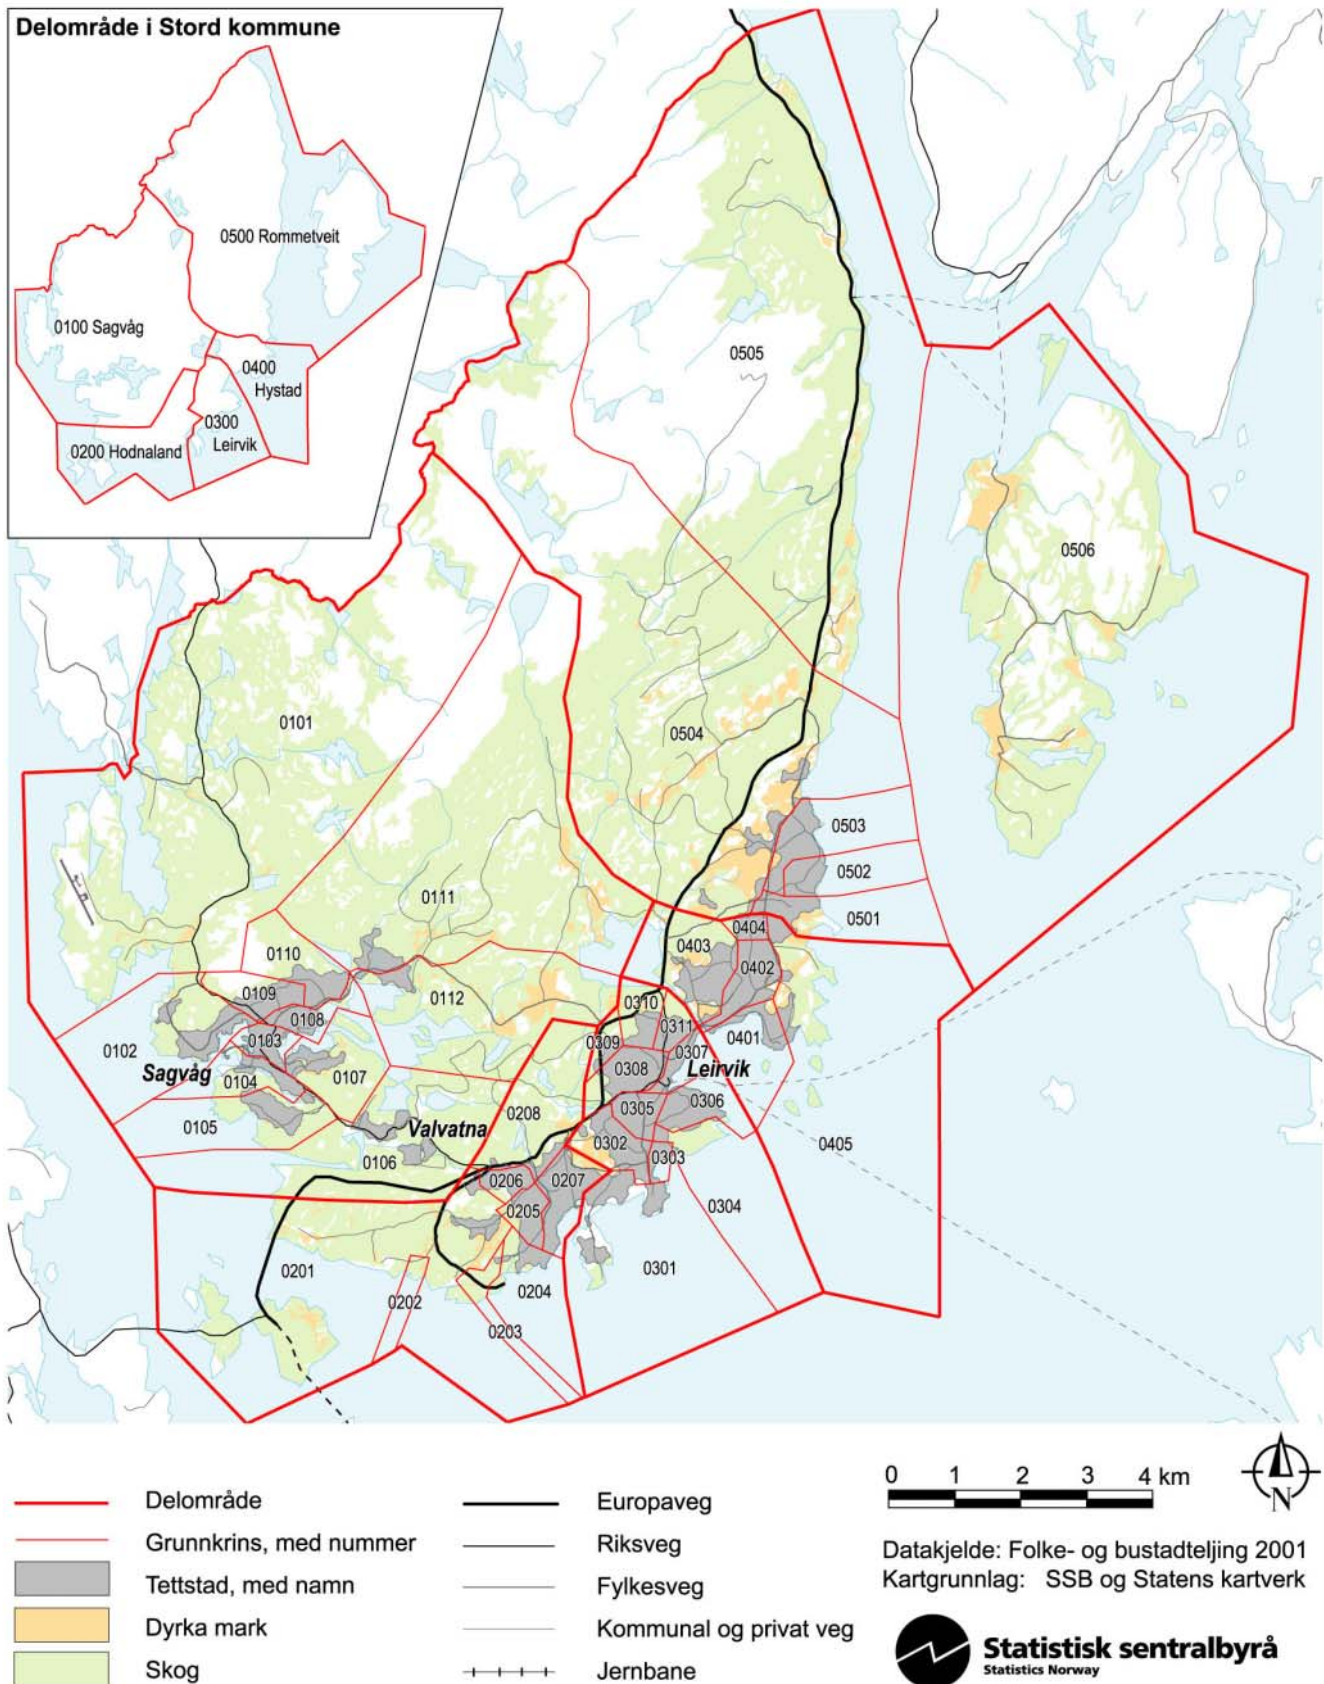 Delområde i Stord kommune
0500 Rommetveit
0100 Sagvåg
0400
Hystad
0300
Leirvik
0200 Hodnaland
0505
0506
0101
0504
0503
0111
0502
0501
0404
0403
0110
0402
0109
0112
0310
0108
0311
0102
0103
0309
0401
0307
Sagvåg
0104
0107
0308
Leirvik
0105
0208
0305
0306
Valvatna
0302
0405
0106
0303
0206
0207
0304
0205
0301
0201
0204
0202
0203
0 1 2 3 4 km
N
Delområde
Grunnkrins, med nummer
Tettstad, med namn
Dyrka mark
Skog
Europaveg
Riksveg
Fylkesveg
Kommunal og privat veg
Jernbane
Datakjelde: Folke- og bustadteljing 2001
Kartgrunnlag: SSB og Statens kartverk
Statistisk sentralbyrå
Statistics Norway